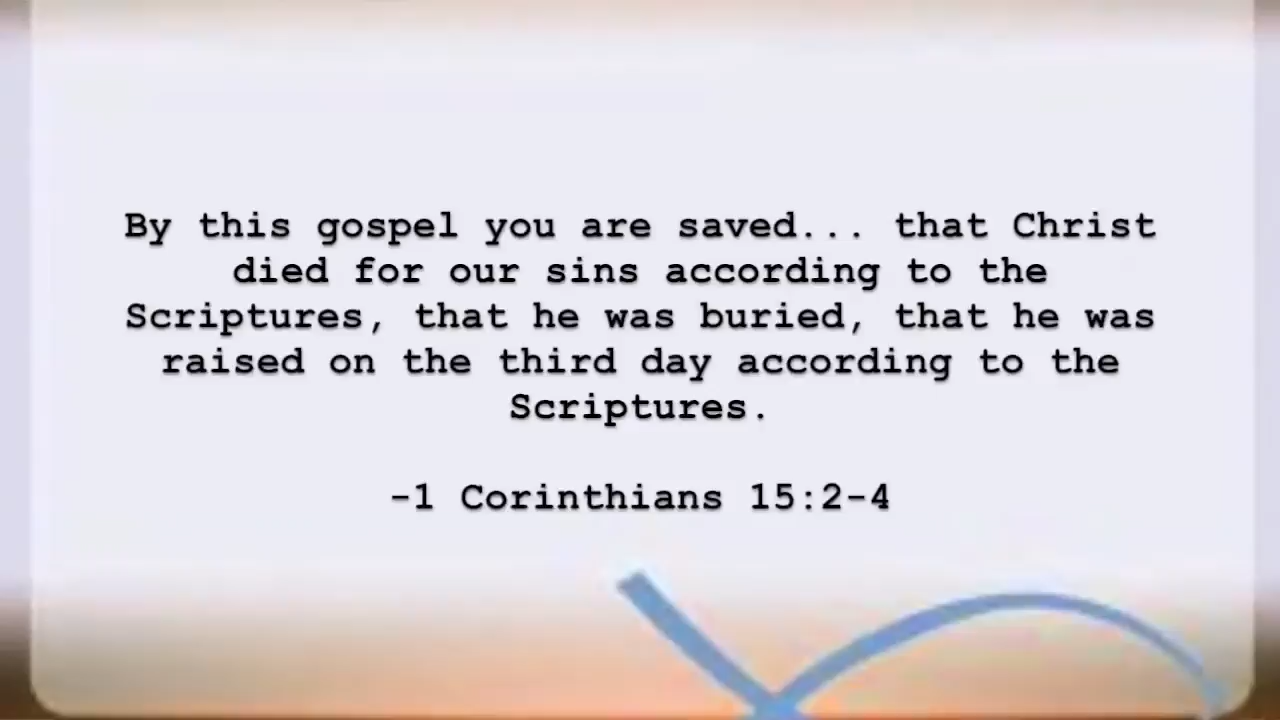 By this gospel you are saved... that Christ
died for our sins according to the
Scriptures, that he was buried, that he was
raised on the third day according to the
Scriptures.
-1 Corinthians 15:2-4